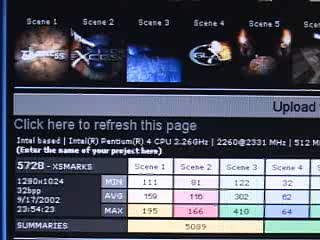 Scene 1 Scene 2 Scene 3 Scene 4 Scene 5
Upload
Click here to refresh this page
Intel based | Intel(R) Pentium(R) 4 CPU 2.26GHz | 2260@2331 MHz | 512 M
(Enter the name of your project here)
5728 - XSMARKS Scene 1 Scene 2 Scene 3 Scene 4
1280x1024 MIN 111 81 122 32
32bpp AVG 159 116 302 62
9/17/2002
23:54:23 MAX 195 166 410 64
SUMMARIES 5089